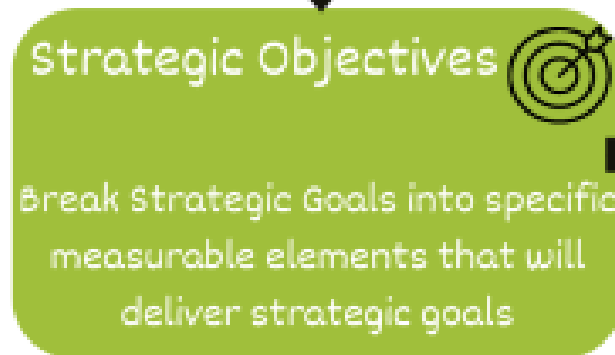 Strategic Objectives
Break Strategic Goals into specific
measurable elements that will
deliver strategic goals